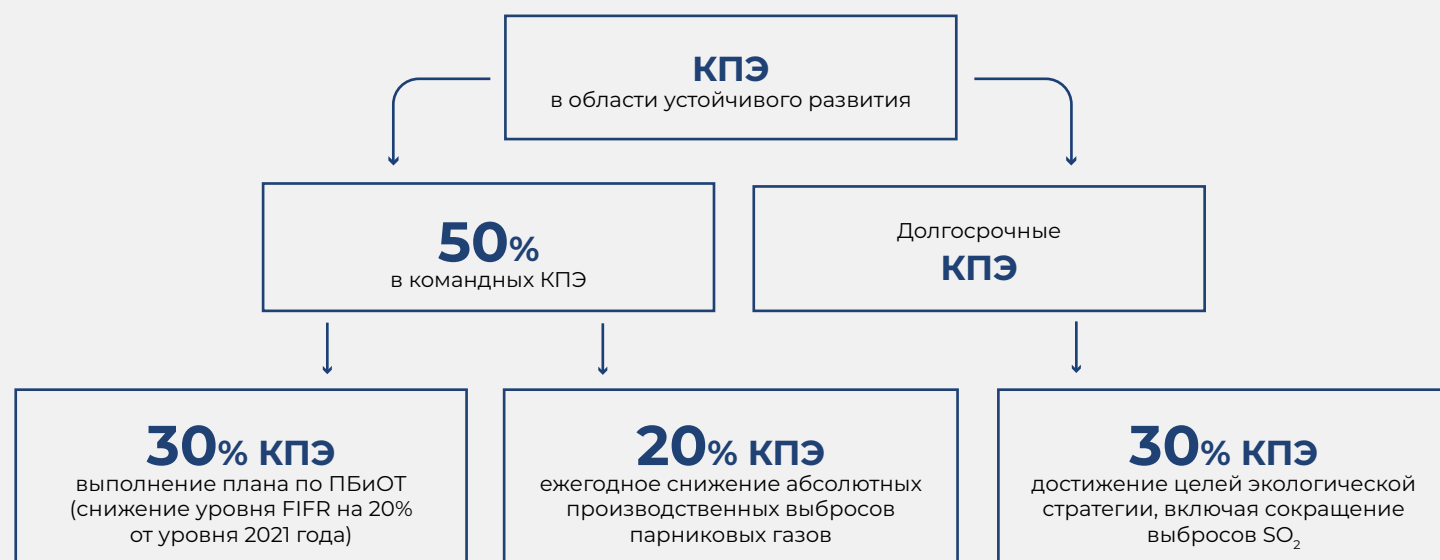 КПЭ
в области устойчивого развития
50%
в командных КПЭ
Долгосрочные
КПЭ
30% КПЭ
выполнение плана по ПБиОТ
(снижение уровня FIFR на 20%
от уровня 2021 года)
20% КПЭ
ежегодное снижение абсолютных
производственных выбросов
парниковых газов
30% КПЭ
достижение целей экологической
стратегии, включая сокращение
выбросов SO₂